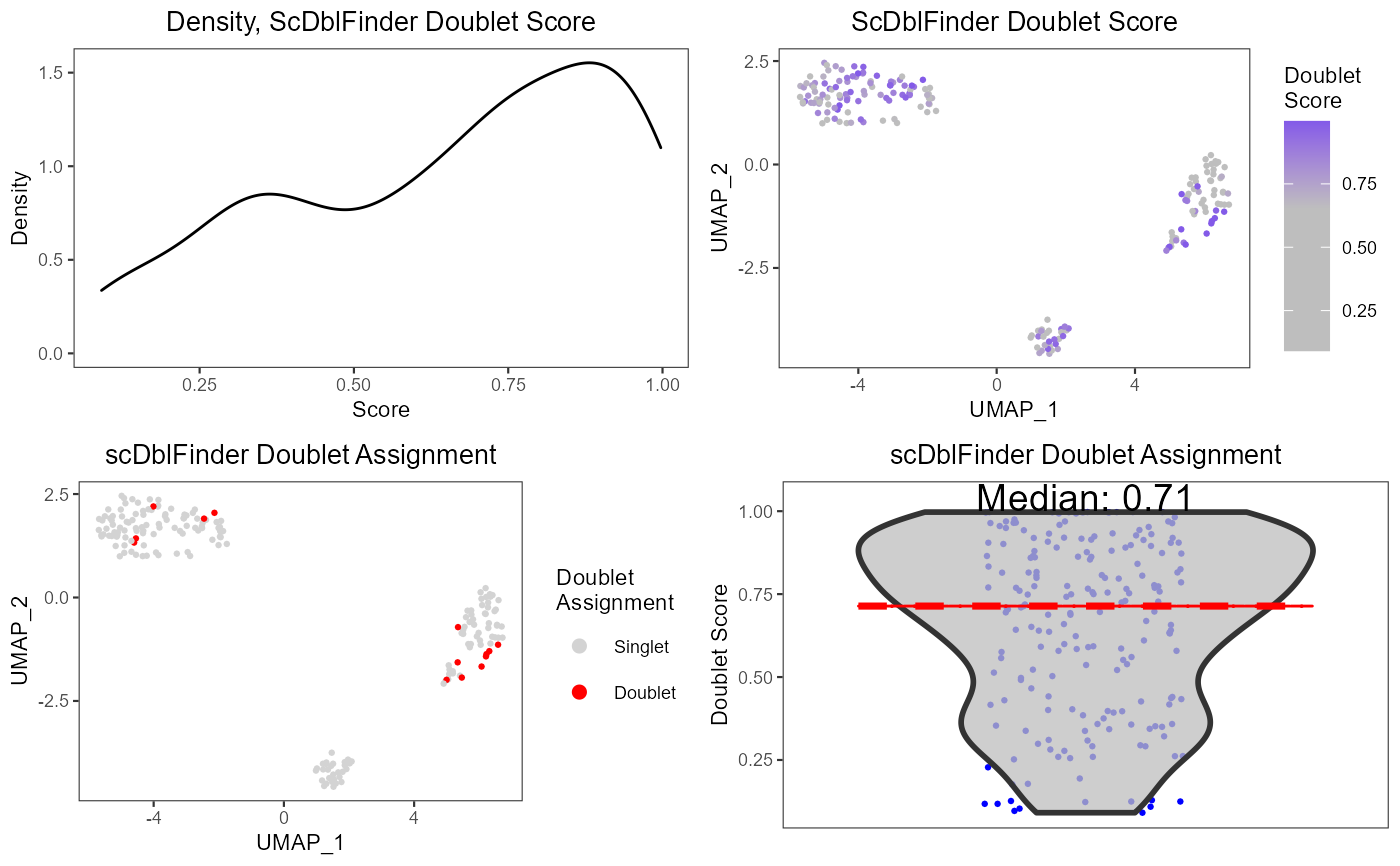 Density, ScDblFinder Doublet Score
1.5
1.0
0.5
0.0
Density
0.25 0.50 0.75 1.00
Score
ScDblFinder Doublet Score
2.5
0.0
-2.5
UMAP_2
-4 0 4
UMAP_1
Doublet
Score
0.75
0.50
0.25
scDblFinder Doublet Assignment
2.5
0.0
-2.5
UMAP_2
-4 0 4
UMAP_1
Doublet
Assignment
Singlet
Doublet
scDblFinder Doublet Assignment
Median: 0.71
1.00
0.75
0.50
0.25
Doublet Score